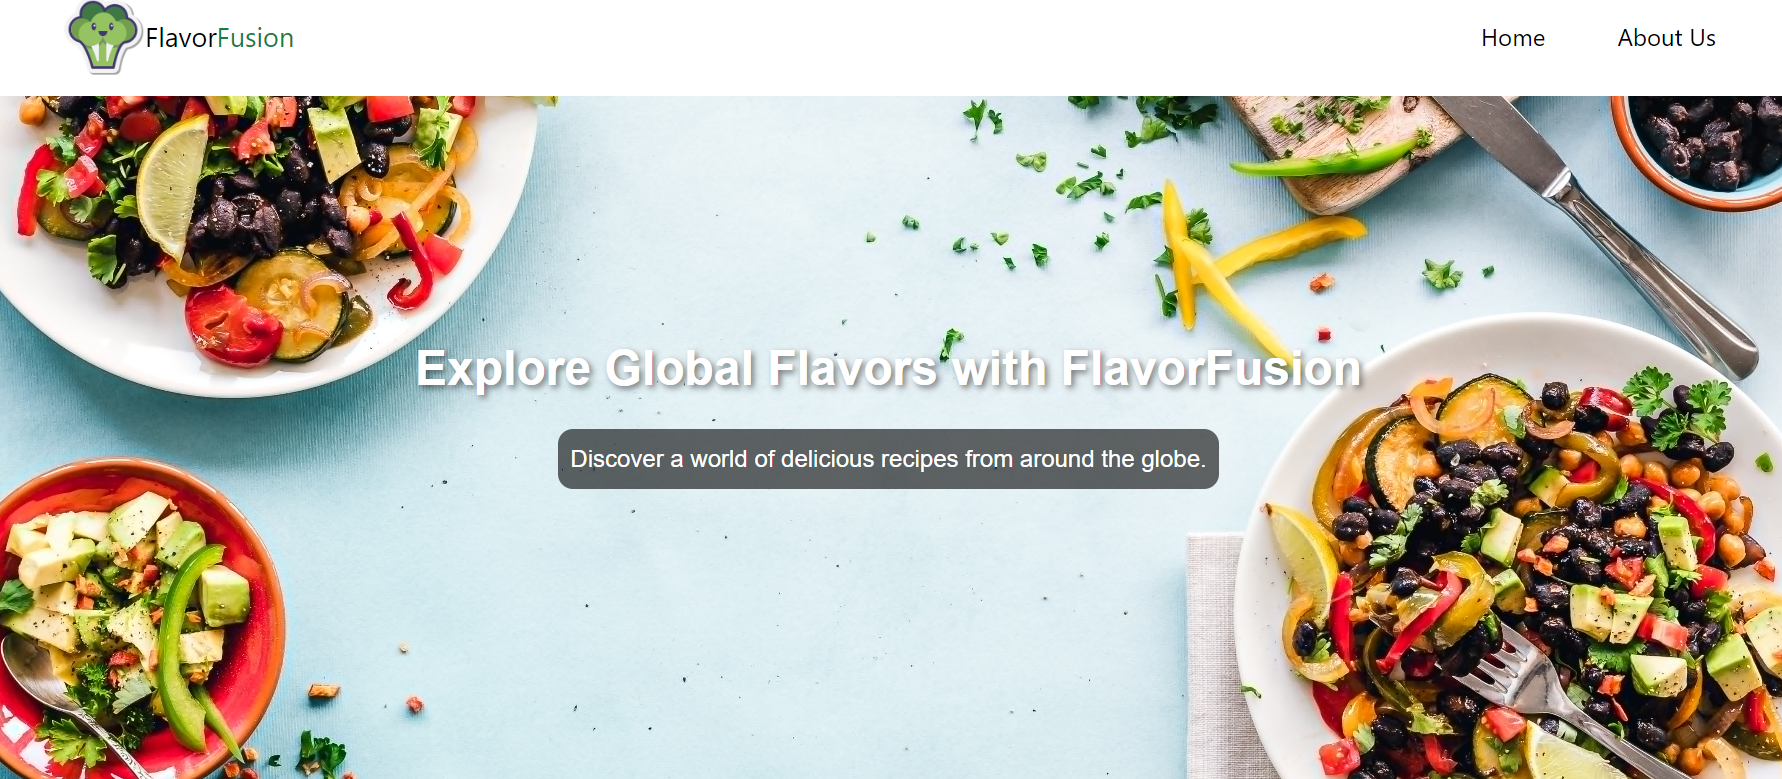 FlavorFusion
Home
About Us
Explore Global Flavors with FlavorFusion
Discover a world of delicious recipes from around the globe.